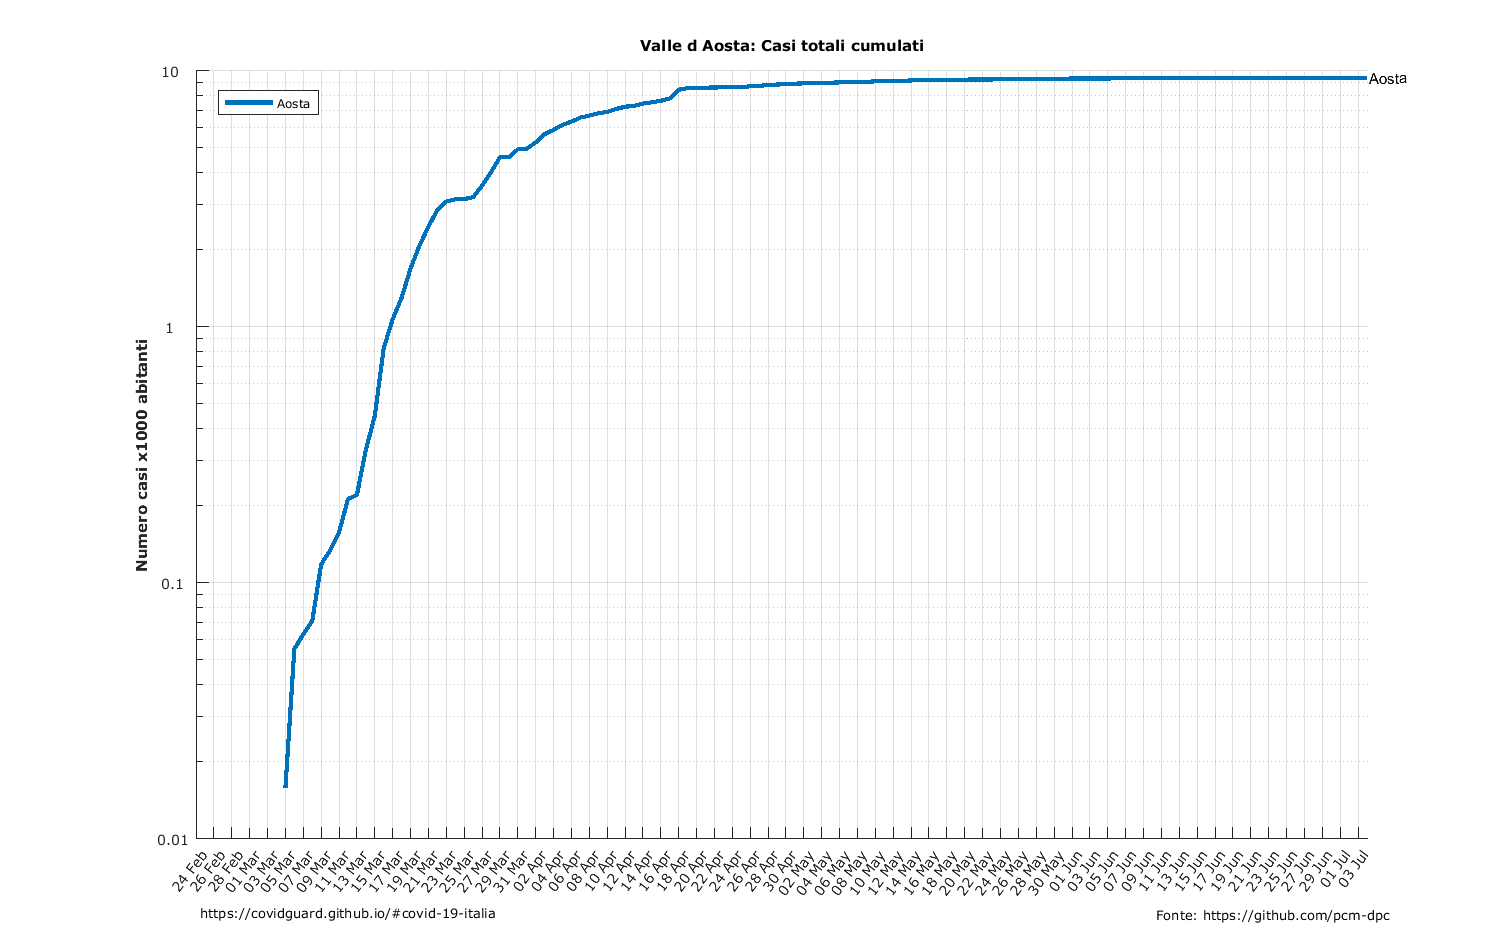 Valle d Aosta: Casi totali cumulati
10
Aosta
Aosta
1
Numero casi x1000 abitanti
0.1
0.01
24 Feb
26 Feb
28 Feb
01 Mar
03 Mar
05 Mar
07 Mar
09 Mar
11 Mar
13 Mar
15 Mar
17 Mar
19 Mar
21 Mar
23 Mar
25 Mar
27 Mar
29 Mar
31 Mar
02 Apr
04 Apr
06 Apr
08 Apr
10 Apr
12 Apr
14 Apr
16 Apr
18 Apr
20 Apr
22 Apr
24 Apr
26 Apr
28 Apr
30 Apr
02 May
04 May
06 May
08 May
10 May
12 May
14 May
16 May
18 May
20 May
22 May
24 May
26 May
28 May
30 May
01 Jun
03 Jun
05 Jun
07 Jun
09 Jun
11 Jun
13 Jun
15 Jun
17 Jun
19 Jun
21 Jun
23 Jun
25 Jun
27 Jun
29 Jun
01 Jul
03 Jul
https://covidguard.github.io/#covid-19-italia
Fonte: https://github.com/pcm-dpc